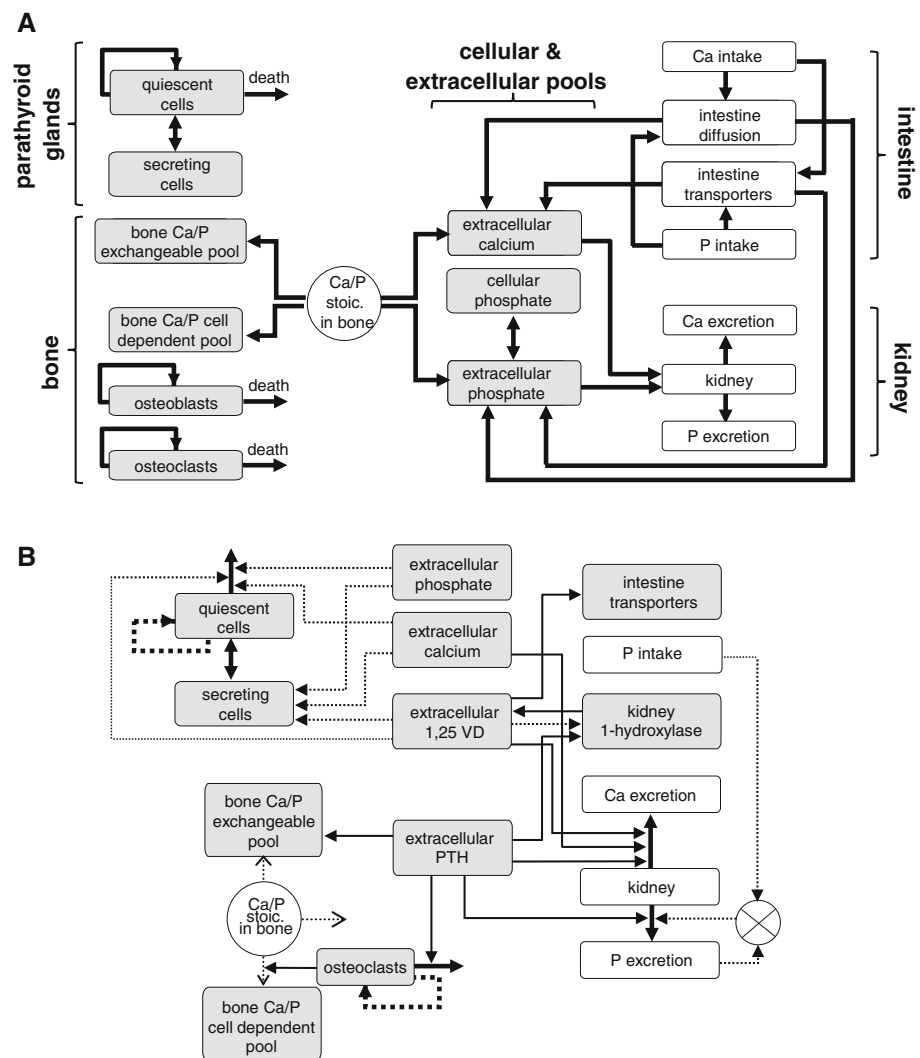 A
parathyroid
glands
quiescent
cells
death
secreting
cells
bone
bone Ca/P
exchangeable pool
bone Ca/P cell
dependent pool
osteoblasts
death
osteoclasts
death
Ca/P
stoic.
in bone
cellular &
extracellular pools
extracellular
calcium
cellular
phosphate
extracellular
phosphate
Ca intake
intestine
diffusion
intestine
transporters
P intake
intestine
Ca excretion
kidney
P excretion
kidney
B
quiescent
cells
secreting
cells
extracellular
phosphate
extracellular
calcium
extracellular
1,25 VD
intestine
transporters
P intake
kidney
1-hydroxylase
bone Ca/P
exchangeable
pool
extracellular
PTH
Ca excretion
kidney
P excretion
Ca/P
stoic.
in bone
osteoclasts
bone Ca/P
cell dependent
pool